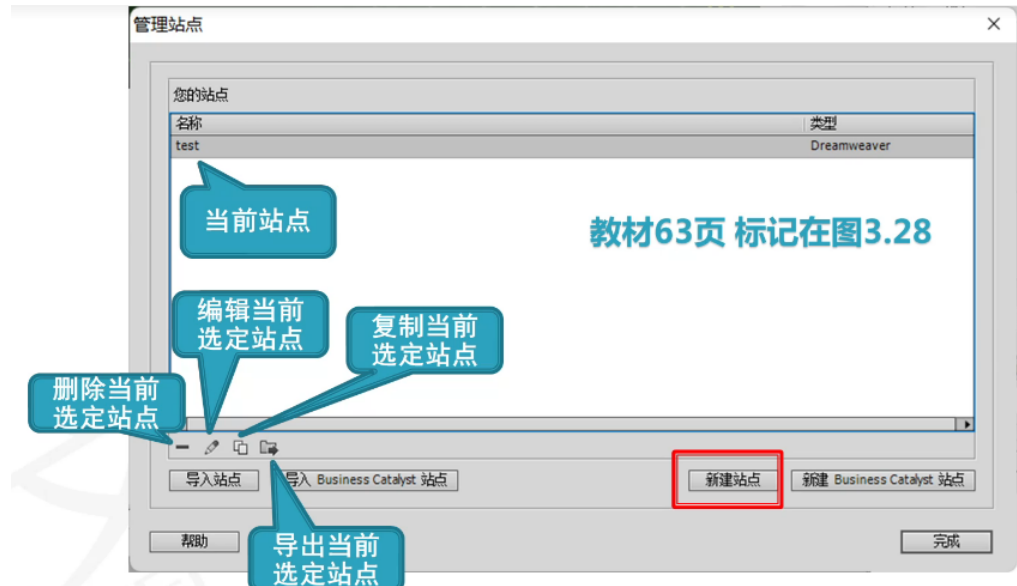 管理站点
您的站点
名称 类型
test Dreamweaver
当前站点
教材63页 标记在图3.28
编辑当前
选定站点
复制当前
选定站点
删除当前
选定站点
导入站点 导入 Business Catalyst 站点 新建站点 新建 Business Catalyst 站点
帮助 完成
导出当前
选定站点